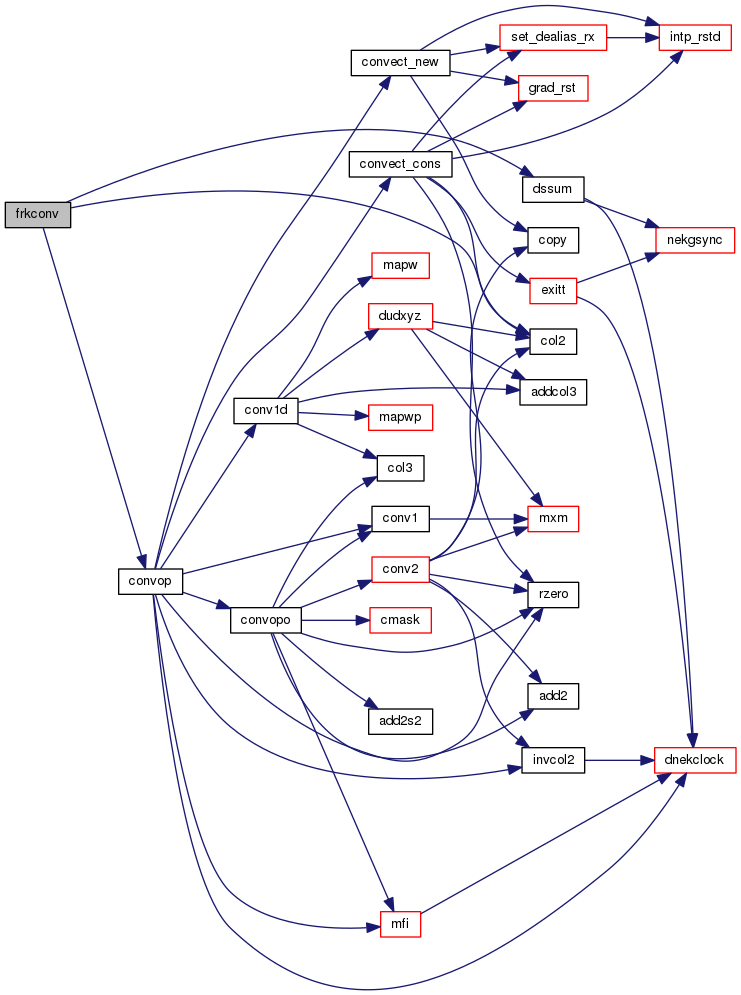 set_dealias_rx
intp_rstd
convect_new
grad_rst
convect_cons
dssum
frkconv
copy
nekgsync
mapw
exitt
dudxyz
col2
addcol3
conv1d
mapwp
col3
conv1
mxm
conv2
convop
rzero
convopo
cmask
add2
add2s2
invcol2
dnekclock
mfi